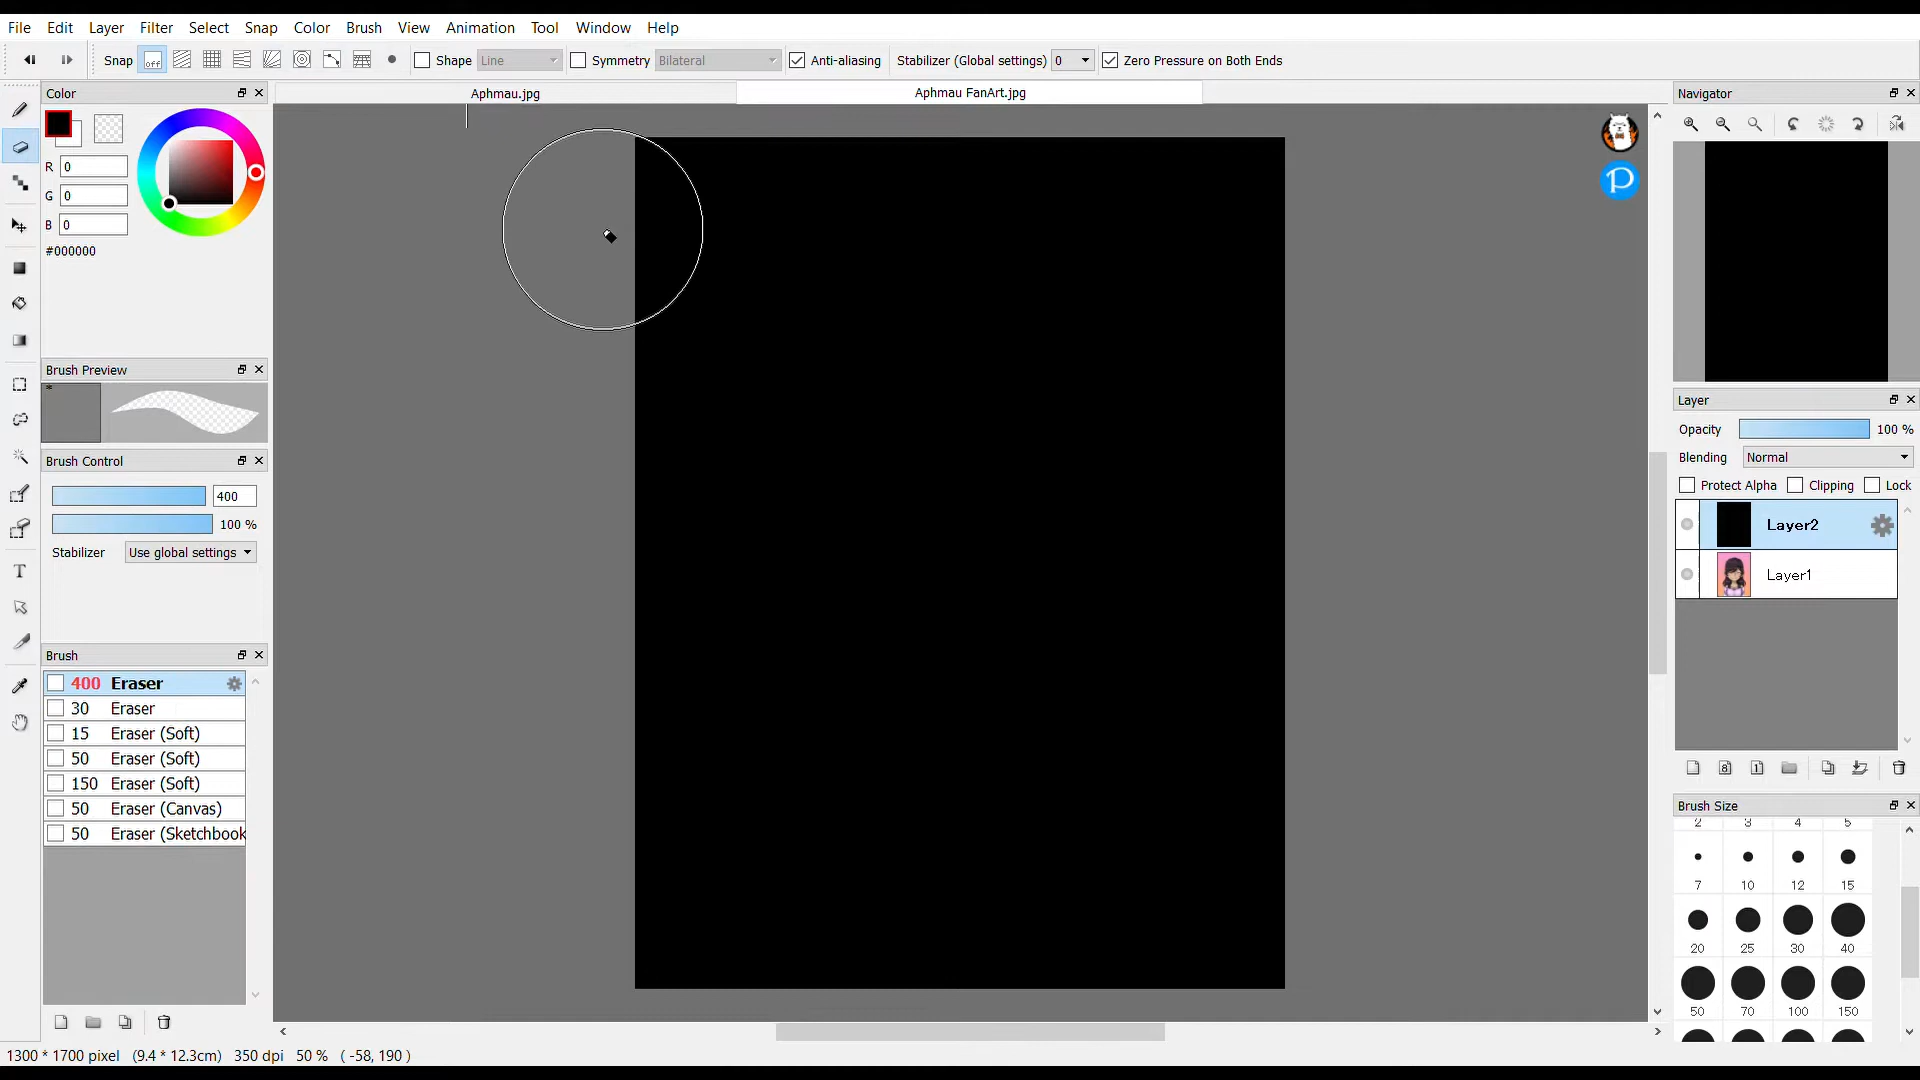 File Edit Layer Filter Select Snap Color Brush View Animation Tool Window Help
Snap off Shape Line Symmetry Bilateral Anti-aliasing Stabilizer (Global settings) 0 Zero Pressure on Both Ends
Color
Aphmau.jpg
Aphmau FanArt.jpg
Navigator
R 0
G 0
B 0
#000000
P
Brush Preview
*
Brush Control
400
100 %
Stabilizer Use global settings
Layer
Opacity 100 %
Blending Normal
Protect Alpha Clipping Lock
Layer2
Layer1
T
Brush
400 Eraser
30 Eraser
15 Eraser (Soft)
50 Eraser (Soft)
150 Eraser (Soft)
50 Eraser (Canvas)
50 Eraser (Sketchbook
8 1
Brush Size
2 3 4 5
7 10 12 15
20 25 30 40
50 70 100 150
1300 * 1700 pixel (9.4 * 12.3cm) 350 dpi 50 % ( -58, 190 )